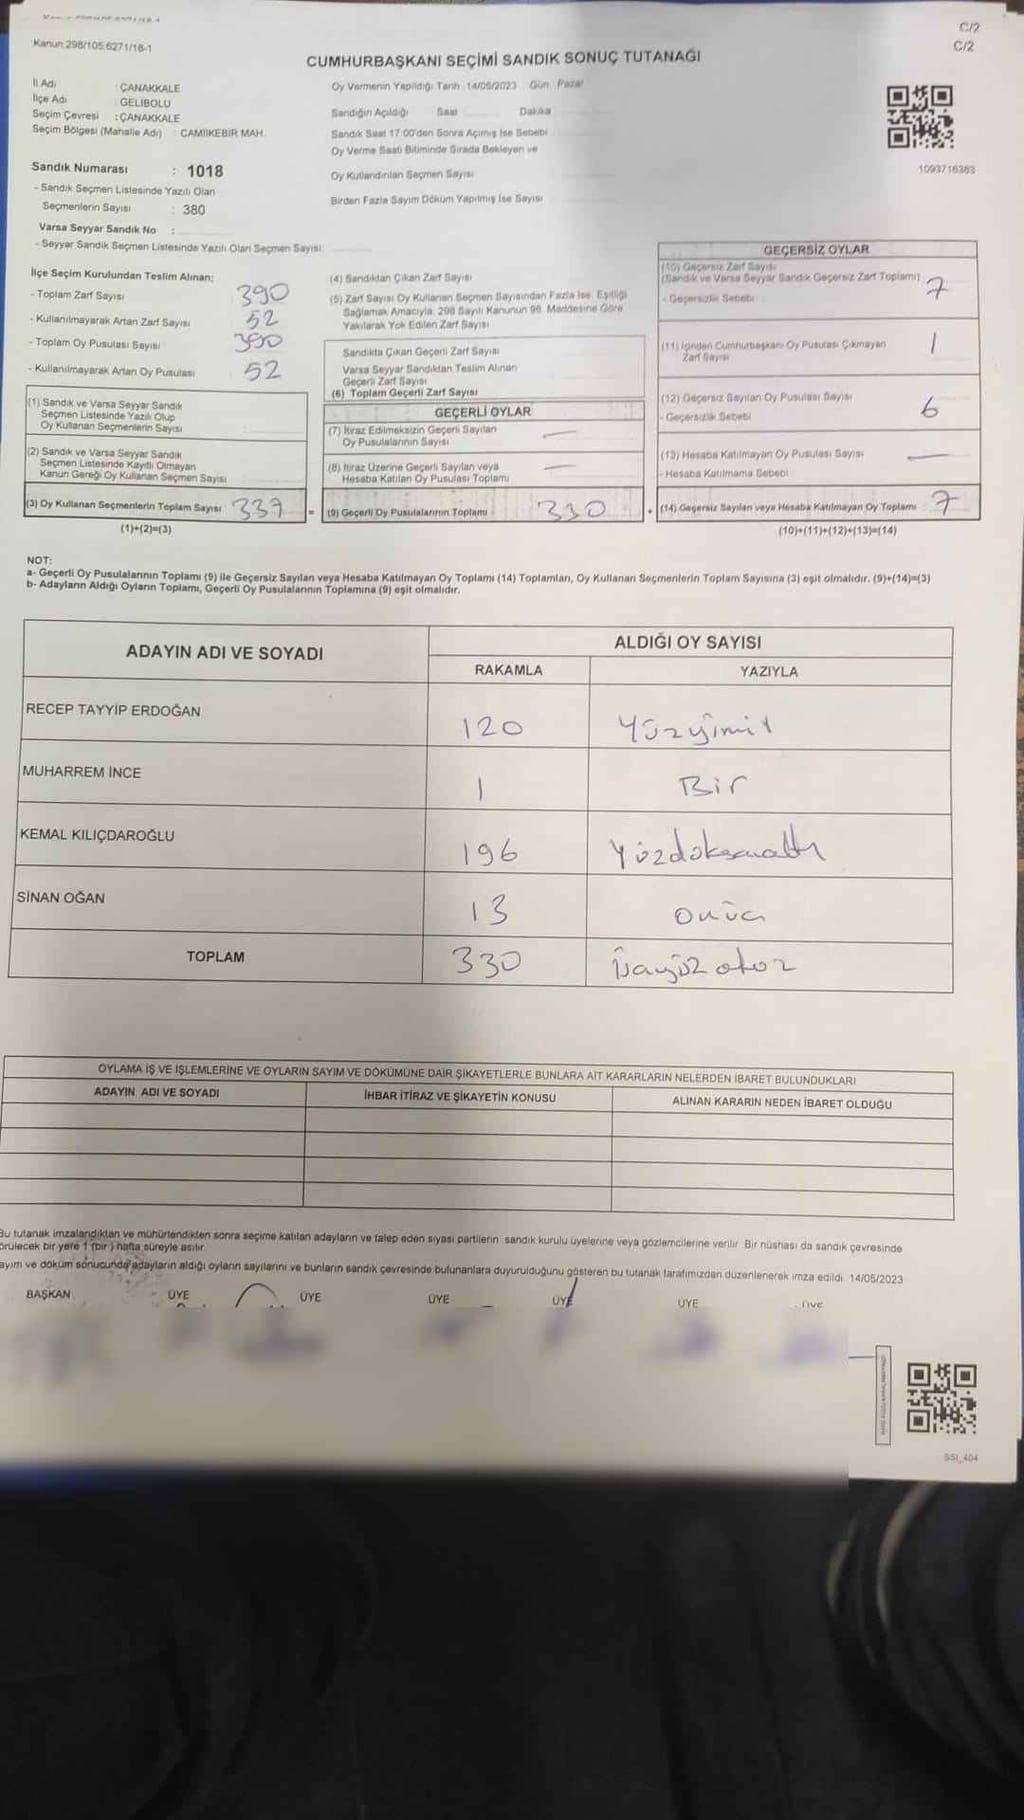 C/2
Kanun:298/105;6271/18-1
C/2
CUMHURBAŞKANI SEÇİMİ SANDIK SONUÇ TUTANAĞI
İl Adı : ÇANAKKALE
İlçe Adı : GELİBOLU
Seçim Çevresi : ÇANAKKALE
Seçim Bölgesi (Mahalle Adı) : CAMİİKEBİR MAH.
Oy Vermenin Yapıldığı Tarih : 14/05/2023 Gün : Pazar
Sandığın Açıldığı Saat Dakika
Sandık Saat 17:00'den Sonra Açımış İse Sebebi
Oy Verme Saati Bitiminde Sırada Bekleyen ve
Oy Kullandırılan Seçmen Sayısı
Birden Fazla Sayım Döküm Yapılmış İse Sayısı
1093716363
Sandık Numarası : 1018
- Sandık Seçmen Listesinde Yazılı Olan
Seçmenlerin Sayısı : 380
Varsa Seyyar Sandık No :
- Seyyar Sandık Seçmen Listesinde Yazılı Olan Seçmen Sayısı:
İlçe Seçim Kurulundan Teslim Alınan;
- Toplam Zarf Sayısı 390
- Kullanılmayarak Artan Zarf Sayısı 52
- Toplam Oy Pusulası Sayısı 390
- Kullanılmayarak Artan Oy Pusulası 52
(1) Sandık ve Varsa Seyyar Sandık
Seçmen Listesinde Yazılı Olup
Oy Kullanan Seçmenlerin Sayısı
(2) Sandık ve Varsa Seyyar Sandık
Seçmen Listesinde Kayıtlı Olmayan
Kanun Gereği Oy Kullanan Seçmen Sayısı
(3) Oy Kullanan Seçmenlerin Toplam Sayısı 337
(1)+(2)=(3)
(4) Sandıktan Çıkan Zarf Sayısı
(5) Zarf Sayısı Oy Kullanan Seçmen Sayısından Fazla İse, Eşitliği
Sağlamak Amacıyla, 298 Sayılı Kanunun 98. Maddesine Göre
Yakılarak Yok Edilen Zarf Sayısı
Sandıkta Çıkan Geçerli Zarf Sayısı
Varsa Seyyar Sandıktan Teslim Alınan
Geçerli Zarf Sayısı
(6) Toplam Geçerli Zarf Sayısı
GEÇERLİ OYLAR
(7) İtiraz Edilmeksizin Geçerli Sayılan
Oy Pusulalarının Sayısı —
(8) İtiraz Üzerine Geçerli Sayılan veya
Hesaba Katılan Oy Pusulası Toplamı —
= (9) Geçerli Oy Pusulalarının Toplamı 330 +
GEÇERSİZ OYLAR
(10) Geçersiz Zarf Sayısı
(Sandık ve Varsa Seyyar Sandık Geçersiz Zarf Toplamı) 7
- Geçersizlik Sebebi
(11) İçinden Cumhurbaşkanı Oy Pusulası Çıkmayan
Zarf Sayısı 1
(12) Geçersiz Sayılan Oy Pusulası Sayısı
- Geçersizlik Sebebi 6
(13) Hesaba Katılmayan Oy Pusulası Sayısı —
- Hesaba Katılmama Sebebi
(14) Geçersiz Sayılan veya Hesaba Katılmayan Oy Toplamı 7
(10)+(11)+(12)+(13)=(14)
NOT:
a- Geçerli Oy Pusulalarının Toplamı (9) ile Geçersiz Sayılan veya Hesaba Katılmayan Oy Toplamı (14) Toplamları, Oy Kullanan Seçmenlerin Toplam Sayısına (3) eşit olmalıdır. (9)+(14)=(3)
b- Adayların Aldığı Oyların Toplamı, Geçerli Oy Pusulalarının Toplamına (9) eşit olmalıdır.
ADAYIN ADI VE SOYADI
ALDIĞI OY SAYISI
RAKAMLA YAZIYLA
RECEP TAYYİP ERDOĞAN 120 Yüzyimi
MUHARREM İNCE 1 Bir
KEMAL KILIÇDAROĞLU 196 Yüzdoksanaltı
SİNAN OĞAN 13 onüç
TOPLAM 330 üçyüz otuz
OYLAMA İŞ VE İŞLEMLERİNE VE OYLARIN SAYIM VE DÖKÜMÜNE DAİR ŞİKAYETLERLE BUNLARA AİT KARARLARIN NELERDEN İBARET BULUNDUKLARI
ADAYIN ADI VE SOYADI İHBAR İTİRAZ VE ŞİKAYETİN KONUSU ALINAN KARARIN NEDEN İBARET OLDUĞU
Bu tutanak imzalandıktan ve mühürlendikten sonra seçime katılan adayların ve talep eden siyasi partilerin sandık kurulu üyelerine veya gözlemcilerine verilir. Bir nüshası da sandık çevresinde
örülecek bir yere 1 (bir) hafta süreyle asılır.
ayım ve döküm sonucunda adayların aldığı oyların sayılarını ve bunların sandık çevresinde bulunanlara duyurulduğunu gösteren bu tutanak tarafımızdan düzenlenerek imza edildi. 14/05/2023
BAŞKAN ÜYE ÜYE ÜYE ÜYE ÜYE ÜYE
SSI_404